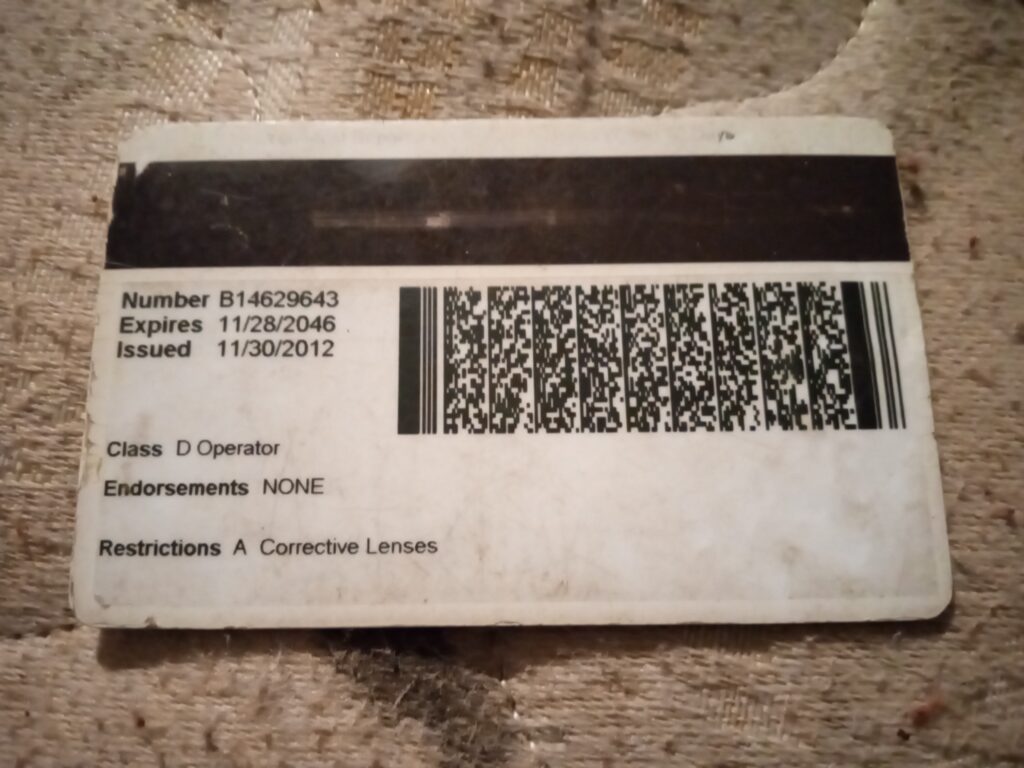 Number B14629643
Expires 11/28/2046
Issued 11/30/2012
Class D Operator
Endorsements NONE
Restrictions A Corrective Lenses